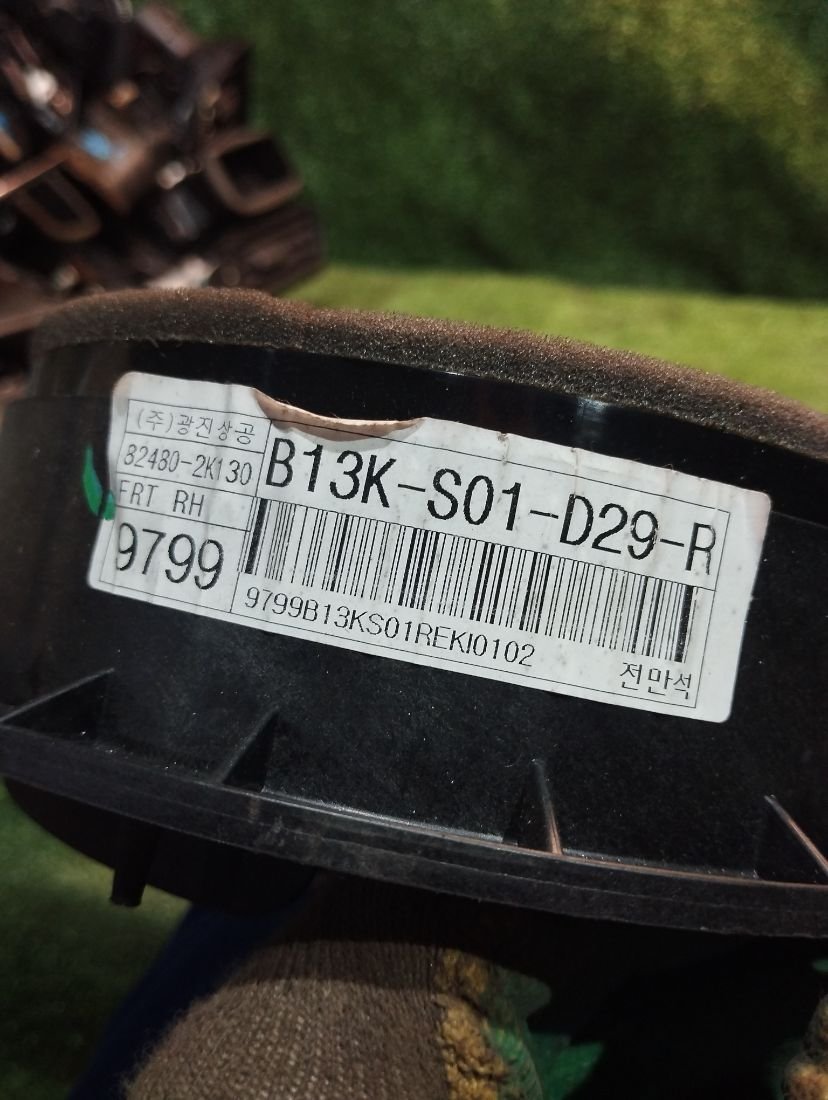 (주)광진상공
82480-2K130
FRT RH
9799
B13K-S01-D29-R
9799B13KS01REKI0102
전만석